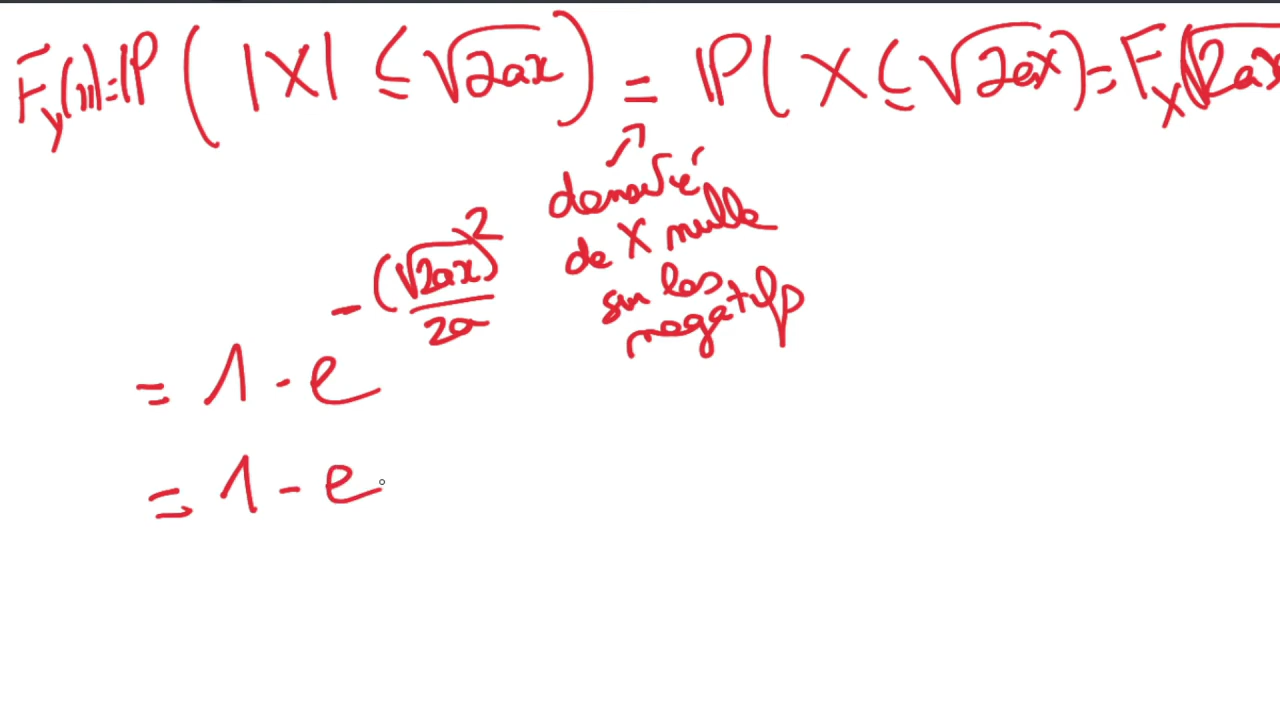 F_Y(x) = ℙ( |X| ≤ √2ax ) = ℙ( X ≤ √2ax ) = F_X(√2ax
densité
de X nulle
sur les
négatifs
= 1 - e^{-(√2ax)²/2a}
= 1 - e